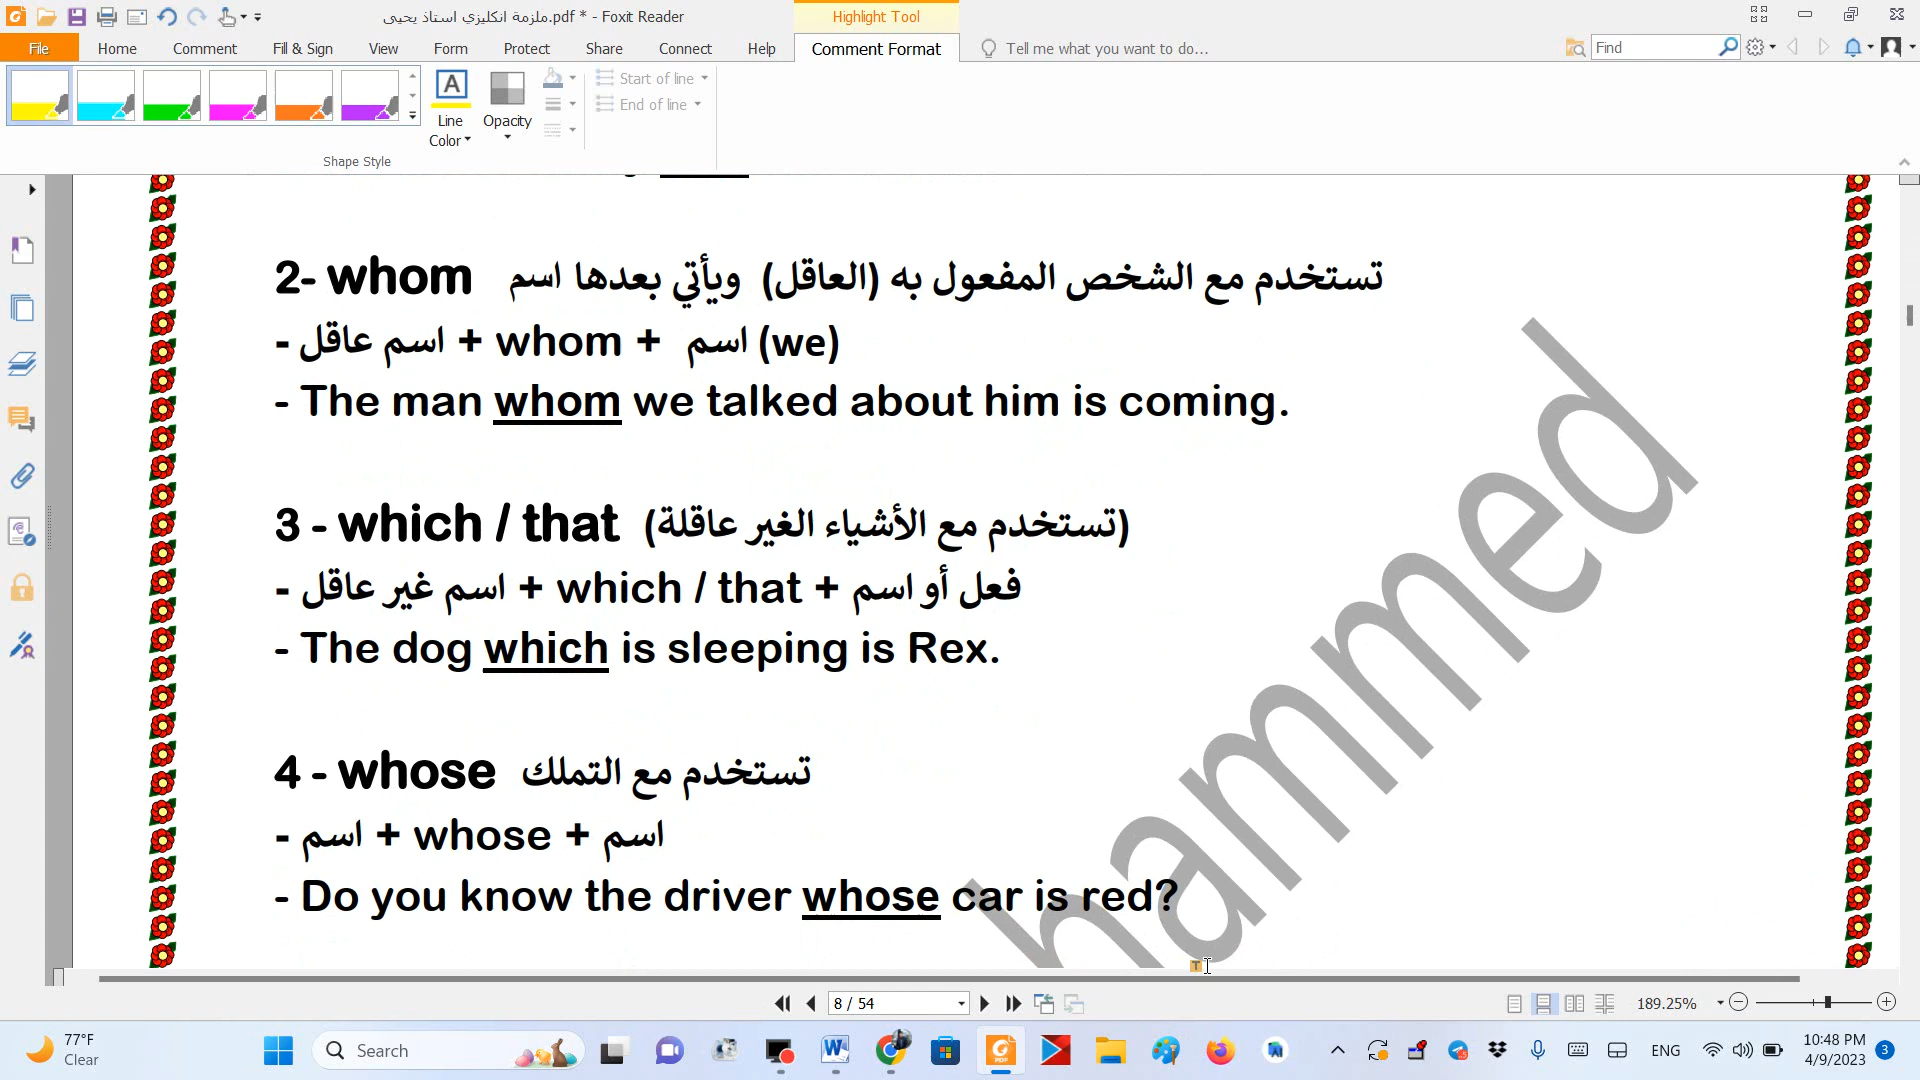 ملزمة انكليزي استاذ يحيى.pdf * - Foxit Reader
Highlight Tool
File Home Comment Fill & Sign View Form Protect Share Connect Help Comment Format Tell me what you want to do... Find
Line Color
Opacity
Start of line
End of line
Shape Style
2- whom تستخدم مع الشخص المفعول به (العاقل) ويأتي بعدها اسم
- اسم عاقل + whom + اسم (we)
- The man whom we talked about him is coming.
3 - which / that (تستخدم مع الأشياء الغير عاقلة)
- اسم غير عاقل + which / that + فعل أو اسم
- The dog which is sleeping is Rex.
4 - whose تستخدم مع التملك
- اسم + whose + اسم
- Do you know the driver whose car is red?
hammed
8 / 54
189.25%
77°F
Clear
Search
ENG
10:48 PM
4/9/2023
3